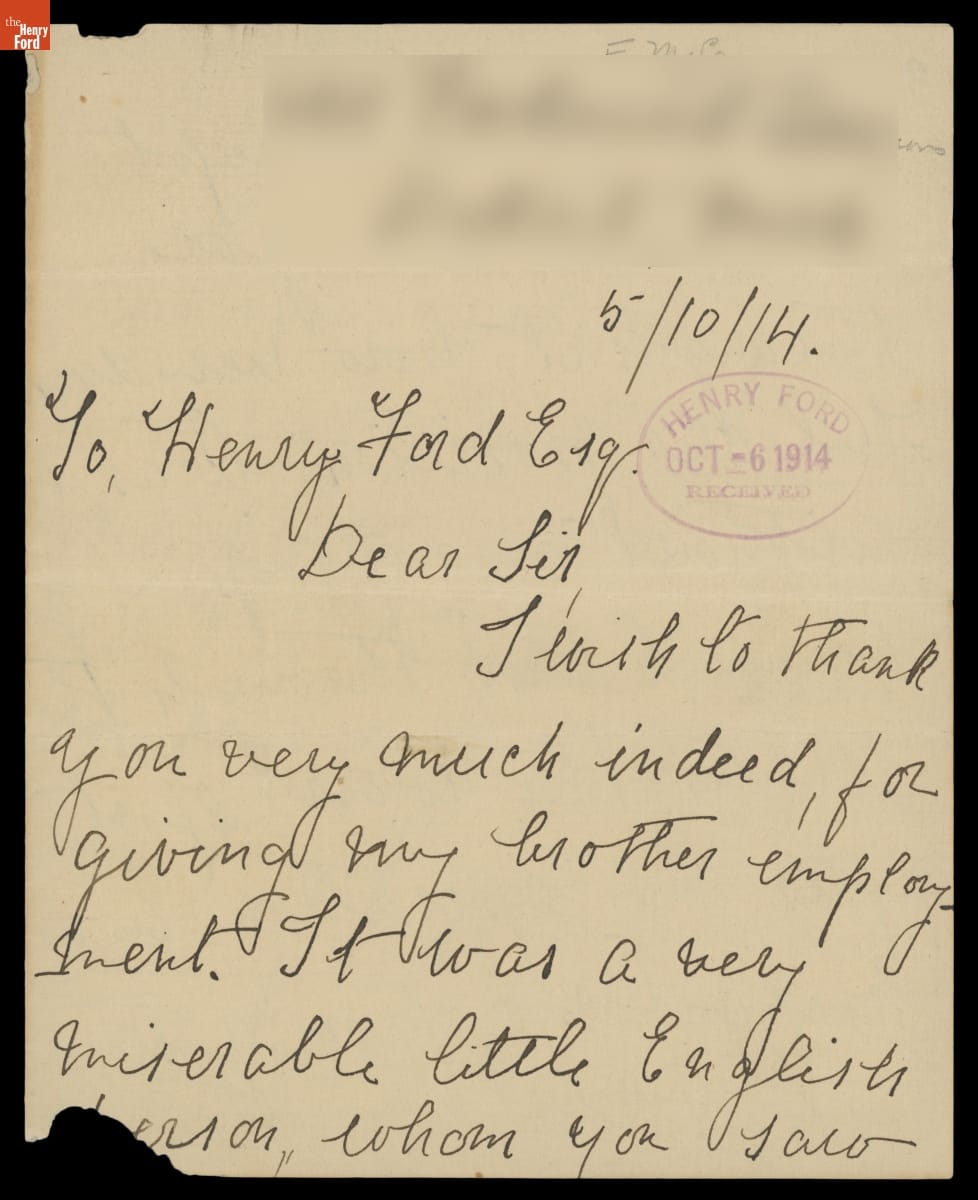 the
Henry
Ford
5/10/14.
HENRY FORD
OCT -6 1914
RECEIVED
To, Henry Ford Esq.
Dear Sir,
I wish to thank
you very much indeed, for
giving my brother employ-
ment. It was a very
miserable little English
person, whom you saw